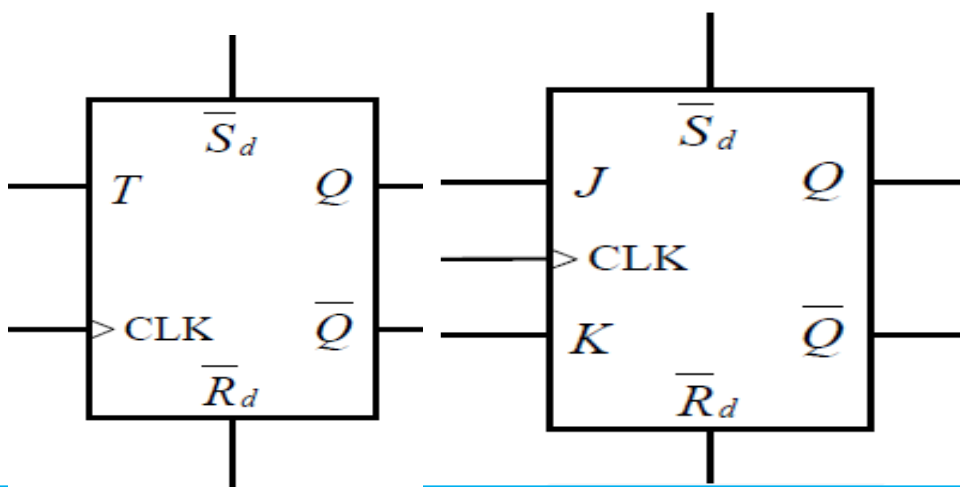 S̅d
T Q
CLK Q̅
R̅d
S̅d
J Q
CLK
K Q̅
R̅d